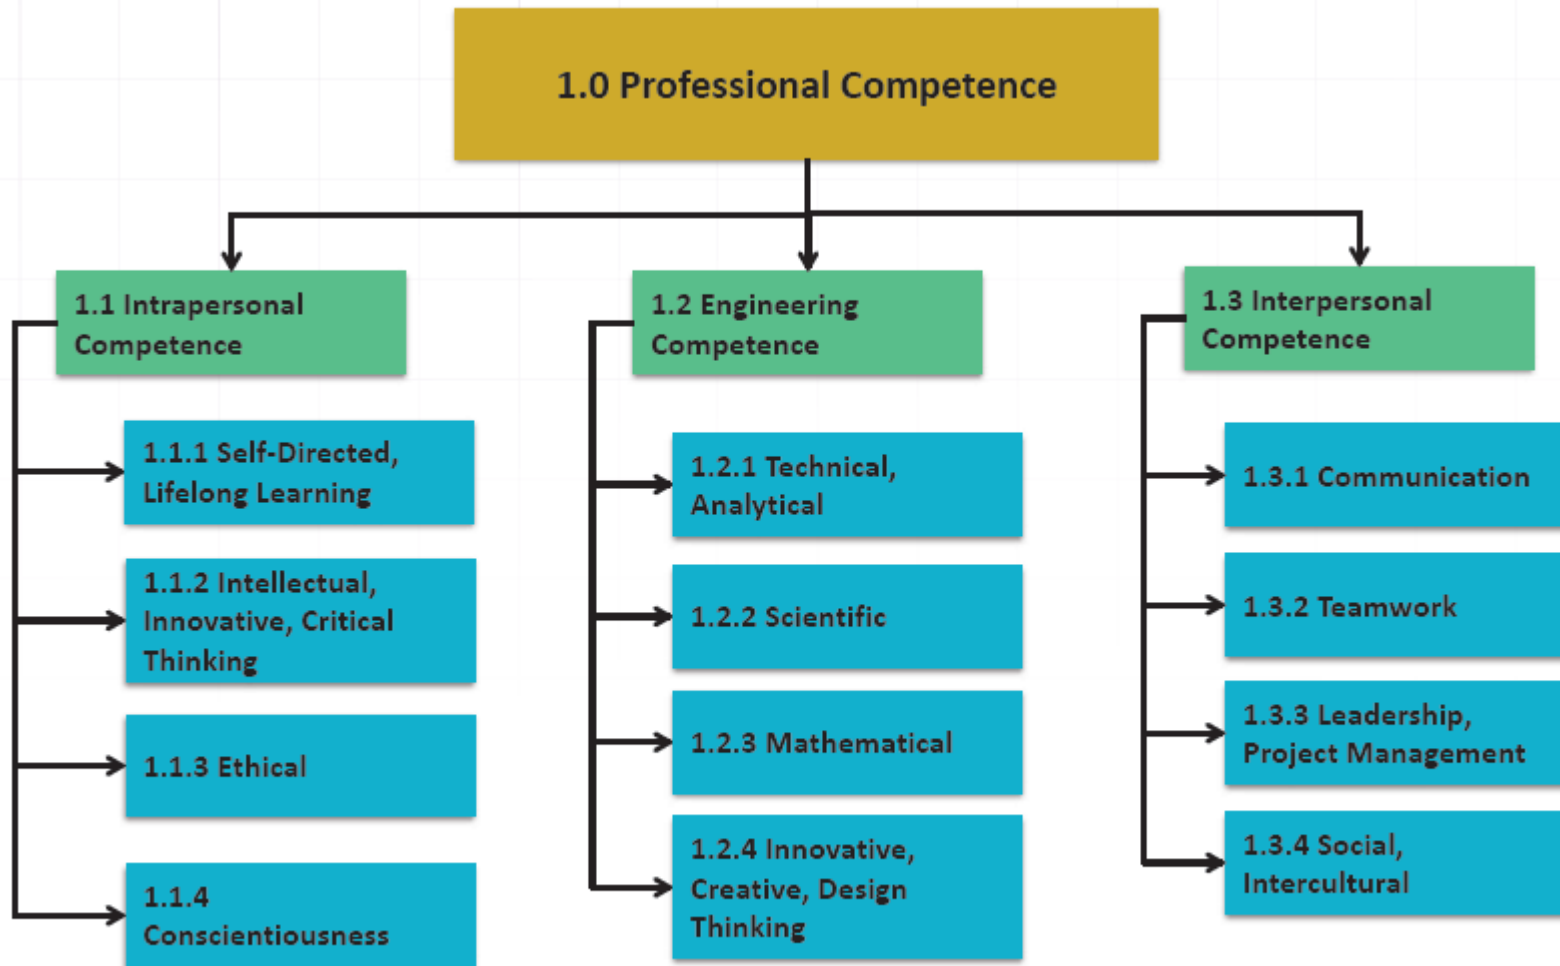 1.0 Professional Competence
1.1 Intrapersonal
Competence
1.1.1 Self-Directed,
Lifelong Learning
1.1.2 Intellectual,
Innovative, Critical
Thinking
1.1.3 Ethical
1.1.4
Conscientiousness
1.2 Engineering
Competence
1.2.1 Technical,
Analytical
1.2.2 Scientific
1.2.3 Mathematical
1.2.4 Innovative,
Creative, Design
Thinking
1.3 Interpersonal
Competence
1.3.1 Communication
1.3.2 Teamwork
1.3.3 Leadership,
Project Management
1.3.4 Social,
Intercultural